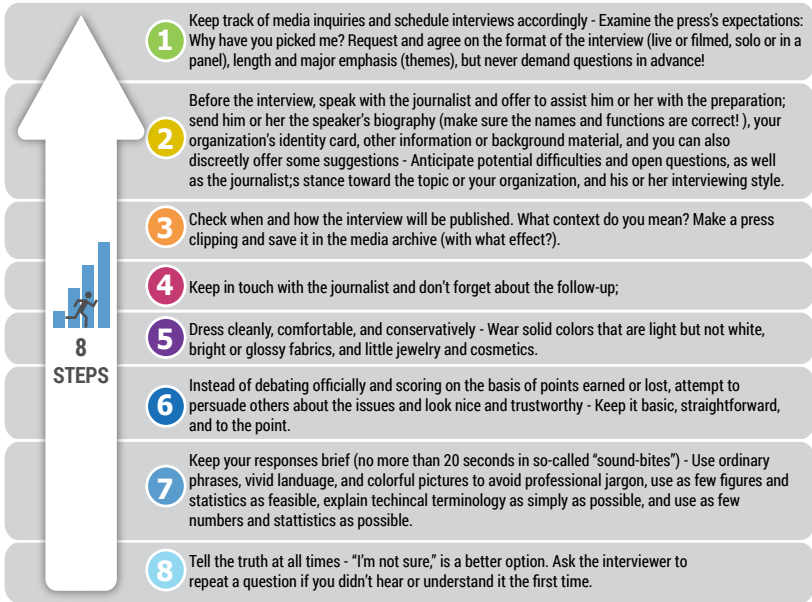 1
Keep track of media inquiries and schedule interviews accordingly - Examine the press's expectations:
Why have you picked me? Request and agree on the format of the interview (live or filmed, solo or in a
panel), length and major emphasis (themes), but never demand questions in advance!
2
Before the interview, speak with the journalist and offer to assist him or her with the preparation;
send him or her the speaker's biography (make sure the names and functions are correct! ), your
organization's identity card, other information or background material, and you can also
discreetly offer some suggestions - Anticipate potential difficulties and open questions, as well
as the journalist;s stance toward the topic or your organization, and his or her interviewing style.
3
Check when and how the interview will be published. What context do you mean? Make a press
clipping and save it in the media archive (with what effect?).
4
Keep in touch with the journalist and don't forget about the follow-up;
5
Dress cleanly, comfortable, and conservatively - Wear solid colors that are light but not white,
bright or glossy fabrics, and little jewelry and cosmetics.
8
STEPS
6
Instead of debating officially and scoring on the basis of points earned or lost, attempt to
persuade others about the issues and look nice and trustworthy - Keep it basic, straightforward,
and to the point.
7
Keep your responses brief (no more than 20 seconds in so-called "sound-bites") - Use ordinary
phrases, vivid landuage, and colorful pictures to avoid professional jargon, use as few figures and
statistics as feasible, explain techincal terminology as simply as possible, and use as few
numbers and stattistics as possible.
8
Tell the truth at all times - "I'm not sure," is a better option. Ask the interviewer to
repeat a question if you didn't hear or understand it the first time.